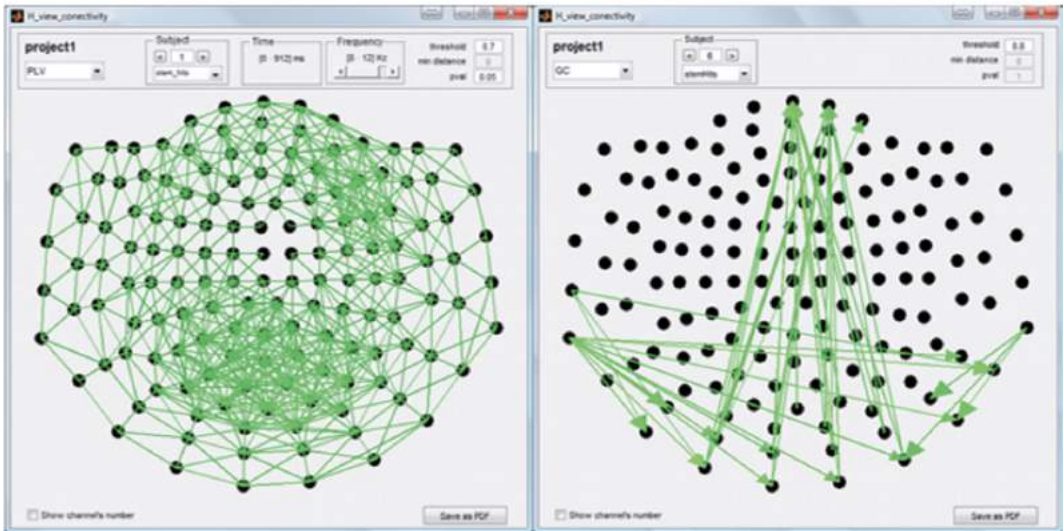 H_view_conectivity
project1
PLV
Subject
1
stem_hits
Time
[0 - 912] ms
Frequency
[8 - 12] Hz
threshold 0.7
min distance 0
pval 0.05
Show channel's number
Save as PDF
H_view_conectivity
project1
GC
Subject
6
stemHits
threshold 0.8
min distance 0
pval 1
Show channel's number
Save as PDF